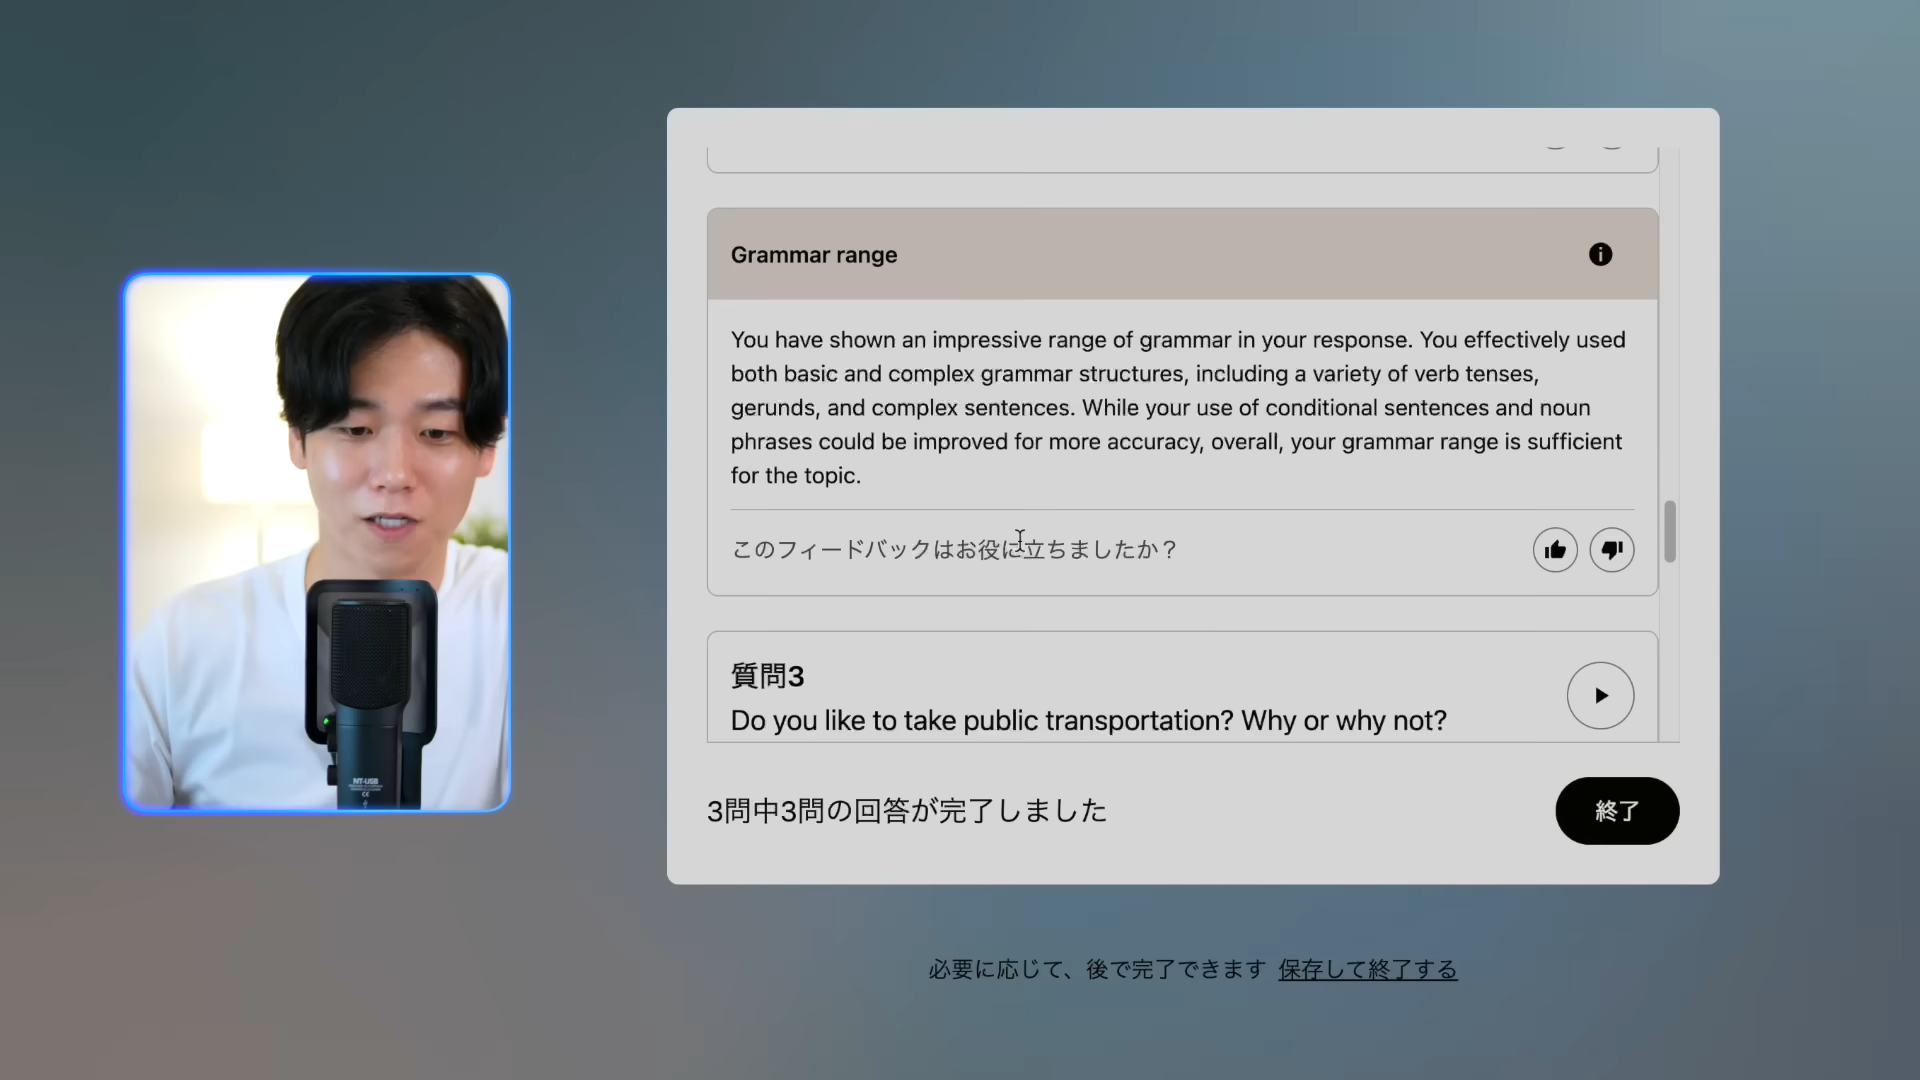 Grammar range
You have shown an impressive range of grammar in your response. You effectively used
both basic and complex grammar structures, including a variety of verb tenses,
gerunds, and complex sentences. While your use of conditional sentences and noun
phrases could be improved for more accuracy, overall, your grammar range is sufficient
for the topic.
このフィードバックはお役に立ちましたか？
質問3
Do you like to take public transportation? Why or why not?
3問中3問の回答が完了しました
終了
必要に応じて、後で完了できます 保存して終了する
NT-USB
CE